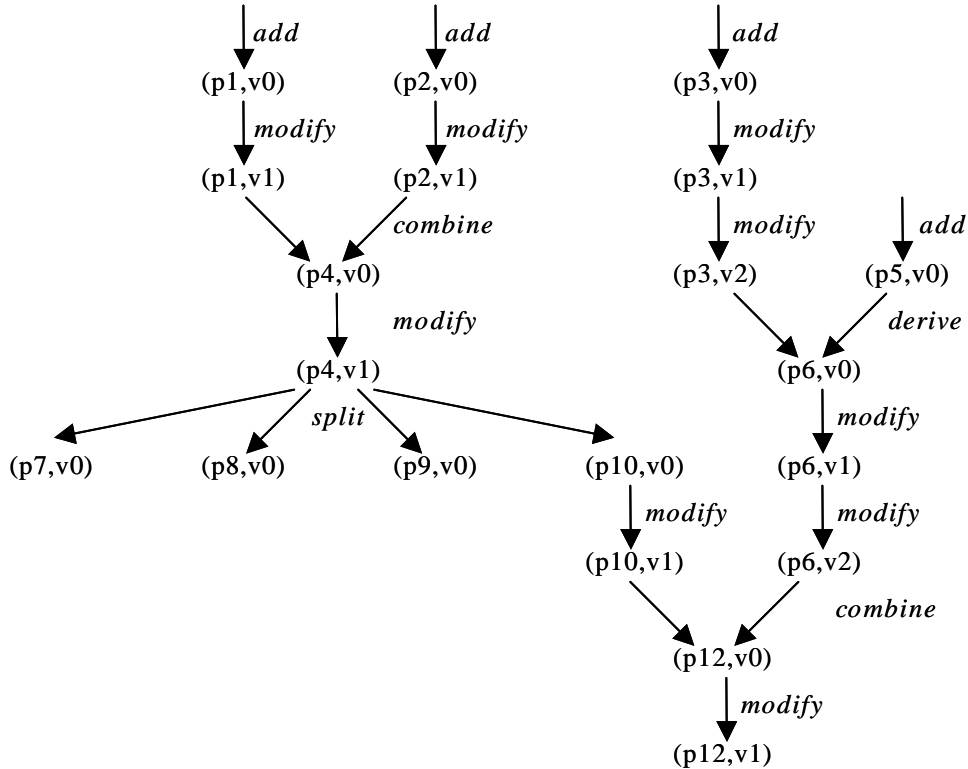 add add add
(p1,v0) (p2,v0) (p3,v0)
modify modify modify
(p1,v1) (p2,v1) (p3,v1)
combine modify add
(p4,v0) (p3,v2) (p5,v0)
modify derive
(p4,v1) (p6,v0)
split modify
(p7,v0) (p8,v0) (p9,v0) (p10,v0) (p6,v1)
modify modify
(p10,v1) (p6,v2)
combine
(p12,v0)
modify
(p12,v1)